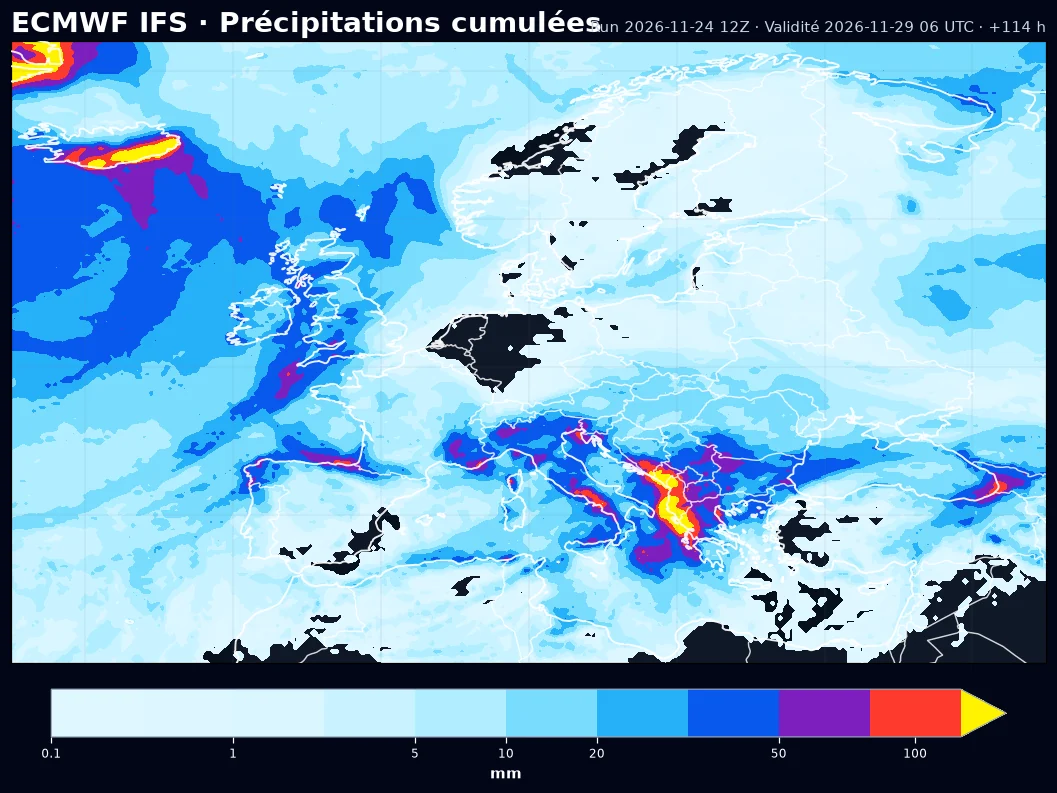 ECMWF IFS · Précipitations cumulées
Run 2026-11-24 12Z · Validité 2026-11-29 06 UTC · +114 h
0.1 1 5 10 20 50 100
mm